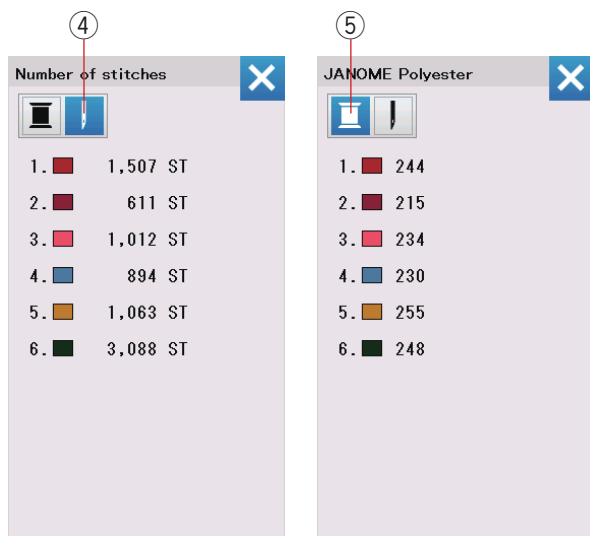 ④
Number of stitches
1. 1,507 ST
2. 611 ST
3. 1,012 ST
4. 894 ST
5. 1,063 ST
6. 3,088 ST
⑤
JANOME Polyester
1. 244
2. 215
3. 234
4. 230
5. 255
6. 248